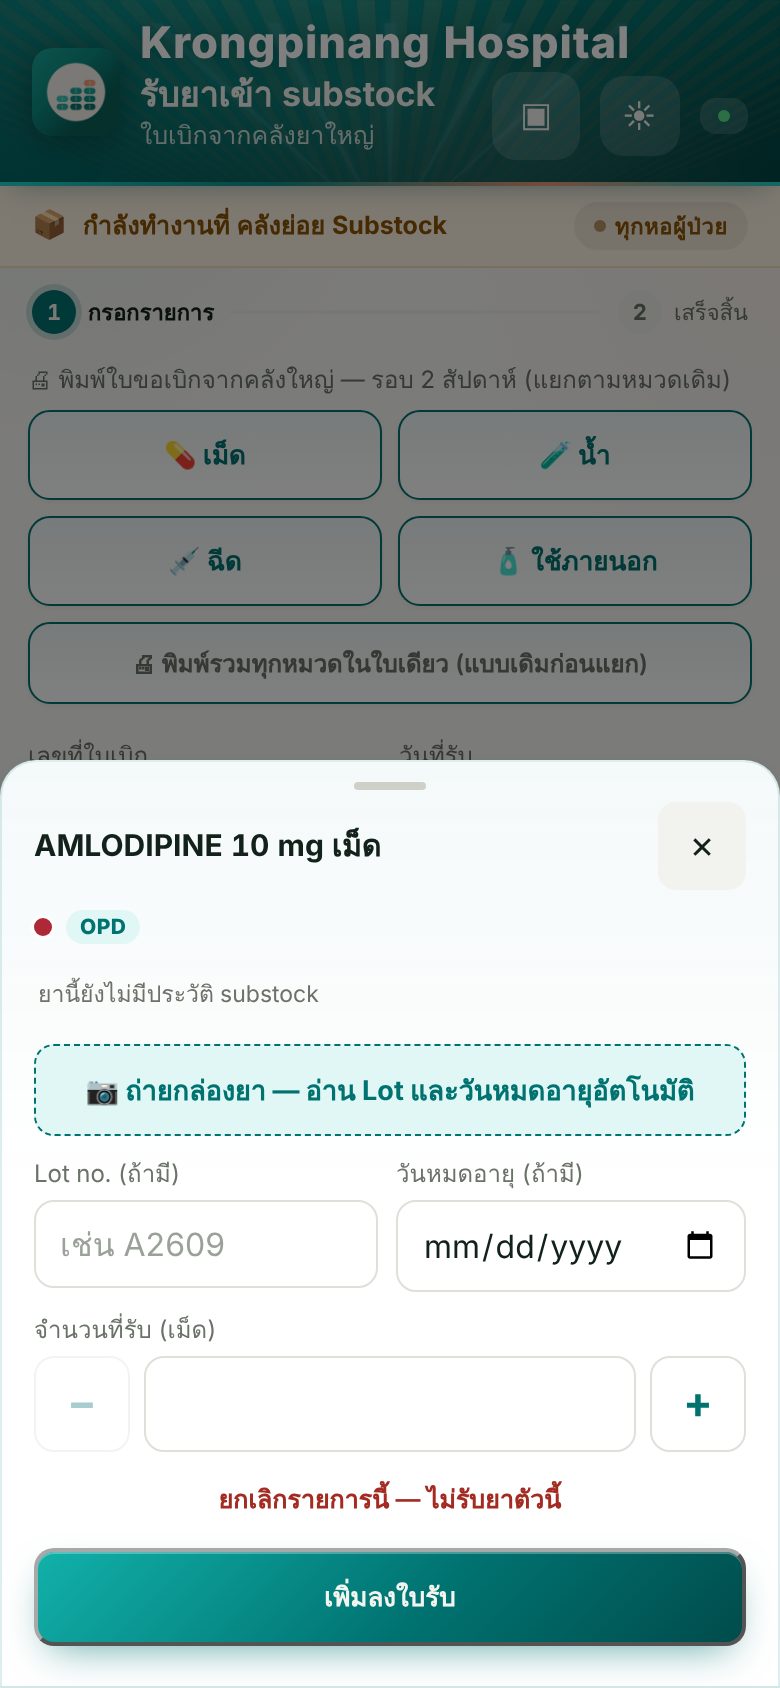 Krongpinang Hospital
รับยาเข้า substock
ใบเบิกจากคลังยาใหญ่
📦 กำลังทำงานที่ คลังย่อย Substock
ทุกหอผู้ป่วย
1 กรอกรายการ
2 เสร็จสิ้น
🖨 พิมพ์ใบขอเบิกจากคลังใหญ่ — รอบ 2 สัปดาห์ (แยกตามหมวดเดิม)
💊 เม็ด
🧪 น้ำ
💉 ฉีด
🧴 ใช้ภายนอก
🖨 พิมพ์รวมทุกหมวดในใบเดียว (แบบเดิมก่อนแยก)
เลขที่ใบเบิก
วันที่รับ
AMLODIPINE 10 mg เม็ด
×
OPD
ยานี้ยังไม่มีประวัติ substock
📷 ถ่ายกล่องยา — อ่าน Lot และวันหมดอายุอัตโนมัติ
Lot no. (ถ้ามี)
วันหมดอายุ (ถ้ามี)
เช่น A2609
mm/dd/yyyy
จำนวนที่รับ (เม็ด)
−
+
ยกเลิกรายการนี้ — ไม่รับยาตัวนี้
เพิ่มลงใบรับ